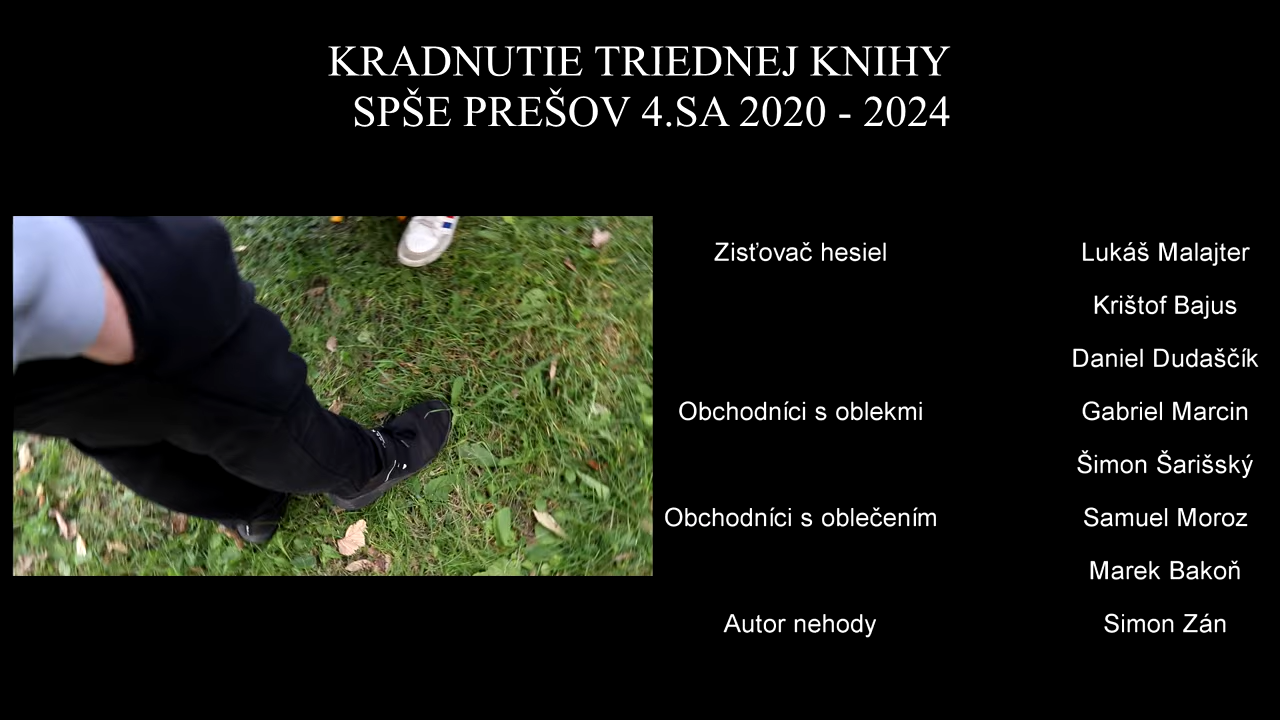 KRADNUTIE TRIEDNEJ KNIHY
SPŠE PREŠOV 4.SA 2020 - 2024
Zisťovač hesiel Lukáš Malajter
Krištof Bajus
Daniel Dudaščík
Obchodníci s oblekmi Gabriel Marcin
Šimon Šarišský
Obchodníci s oblečením Samuel Moroz
Marek Bakoň
Autor nehody Simon Zán